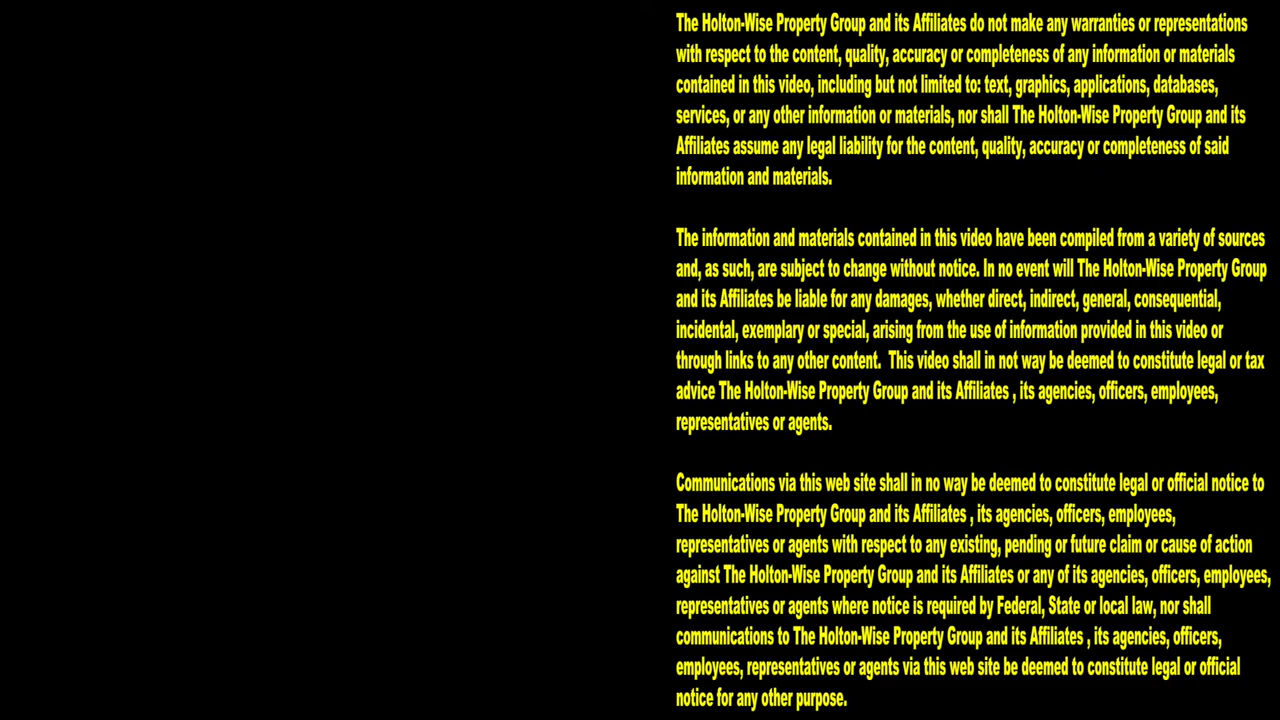 The Holton-Wise Property Group and its Affiliates do not make any warranties or representations
with respect to the content, quality, accuracy or completeness of any information or materials
contained in this video, including but not limited to: text, graphics, applications, databases,
services, or any other information or materials, nor shall The Holton-Wise Property Group and its
Affiliates assume any legal liability for the content, quality, accuracy or completeness of said
information and materials.
The information and materials contained in this video have been compiled from a variety of sources
and, as such, are subject to change without notice. In no event will The Holton-Wise Property Group
and its Affiliates be liable for any damages, whether direct, indirect, general, consequential,
incidental, exemplary or special, arising from the use of information provided in this video or
through links to any other content.  This video shall in not way be deemed to constitute legal or tax
advice The Holton-Wise Property Group and its Affiliates , its agencies, officers, employees,
representatives or agents.
Communications via this web site shall in no way be deemed to constitute legal or official notice to
The Holton-Wise Property Group and its Affiliates , its agencies, officers, employees,
representatives or agents with respect to any existing, pending or future claim or cause of action
against The Holton-Wise Property Group and its Affiliates or any of its agencies, officers, employees,
representatives or agents where notice is required by Federal, State or local law, nor shall
communications to The Holton-Wise Property Group and its Affiliates , its agencies, officers,
employees, representatives or agents via this web site be deemed to constitute legal or official
notice for any other purpose.